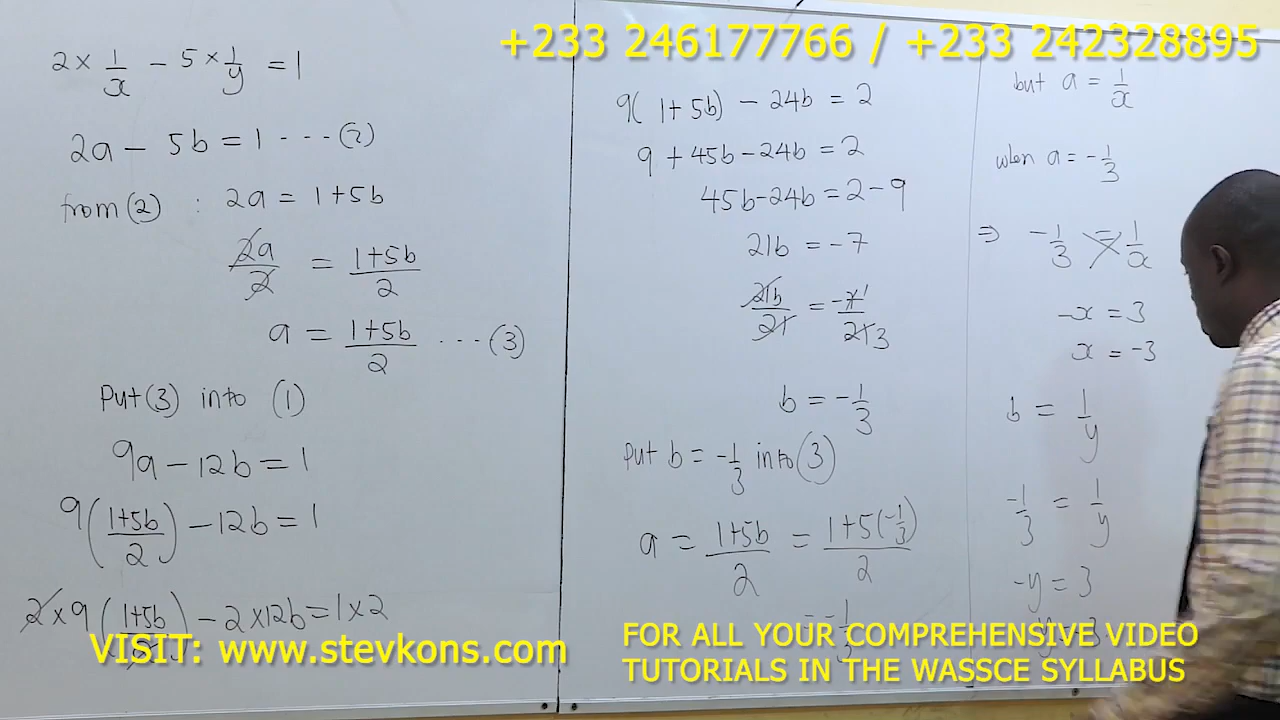 +233 246177766 / +233 242328895
2 × 1/x − 5 × 1/y = 1
2a − 5b = 1 ---- (2)
from (2) : 2a = 1+5b
2a/2 = 1+5b/2
a = 1+5b/2 --- (3)
Put (3) into (1)
9a − 12b = 1
9(1+5b/2) − 12b = 1
2×9(1+5b/2) − 2×12b = 1×2
9(1+5b) − 24b = 2
9 + 45b − 24b = 2
45b − 24b = 2 − 9
21b = −7
21b/21 = −7 1/21 3
b = −1/3
Put b = −1/3 into (3)
a = 1+5b/2 = 1+5(−1/3)/2
= −1/3
but a = 1/x
when a = −1/3
⇒ −1/3 = 1/x
−x = 3
x = −3
b = 1/y
−1/3 = 1/y
−y = 3
y = −3
VISIT: www.stevkons.com
FOR ALL YOUR COMPREHENSIVE VIDEO
TUTORIALS IN THE WASSCE SYLLABUS